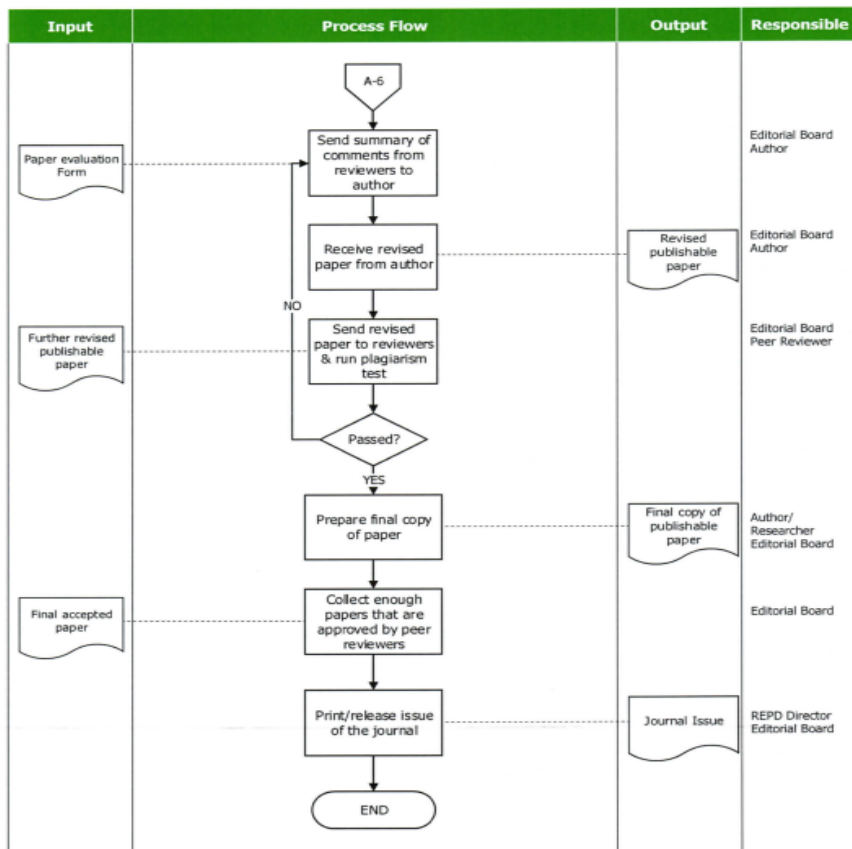 Input
Process Flow
Output
Responsible
A-6
Paper evaluation
Form
Send summary of
comments from
reviewers to
author
Editorial Board
Author
Receive revised
paper from author
Revised
publishable
paper
Editorial Board
Author
NO
Further revised
publishable
paper
Send revised
paper to reviewers
& run plagiarism
test
Editorial Board
Peer Reviewer
Passed?
YES
Prepare final copy
of paper
Final copy of
publishable
paper
Author/
Researcher
Editorial Board
Final accepted
paper
Collect enough
papers that are
approved by peer
reviewers
Editorial Board
Print/release issue
of the journal
Journal Issue
REPD Director
Editorial Board
END